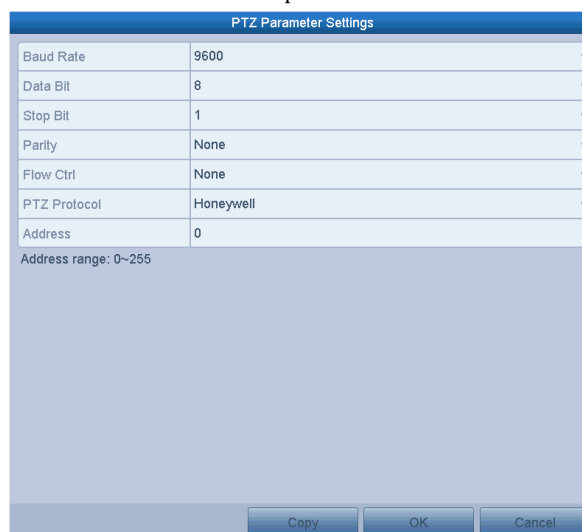 PTZ Parameter Settings
Baud Rate 9600
Data Bit 8
Stop Bit 1
Parity None
Flow Ctrl None
PTZ Protocol Honeywell
Address 0
Address range: 0~255
Copy OK Cancel